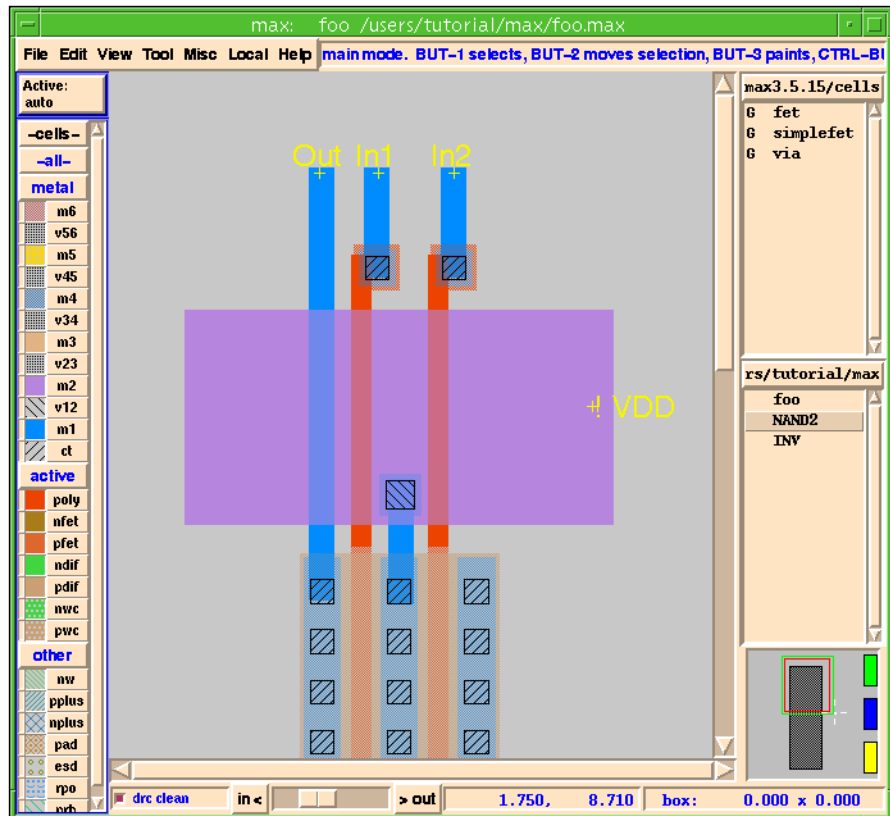 max: foo /users/tutorial/max/foo.max
File Edit View Tool Misc Local Help main mode. BUT-1 selects, BUT-2 moves selection, BUT-3 paints, CTRL-BU
Active:
auto
-cells-
-all-
metal
m6
v56
m5
v45
m4
v34
m3
v23
m2
v12
m1
ct
active
poly
nfet
pfet
ndif
pdif
nwc
pwc
other
nw
pplus
nplus
pad
esd
rpo
prb
Out In1 In2
! VDD
max3.5.15/cells
G fet
G simplefet
G via
rs/tutorial/max
foo
NAND2
INV
drc clean in < > out 1.750, 8.710 box: 0.000 x 0.000